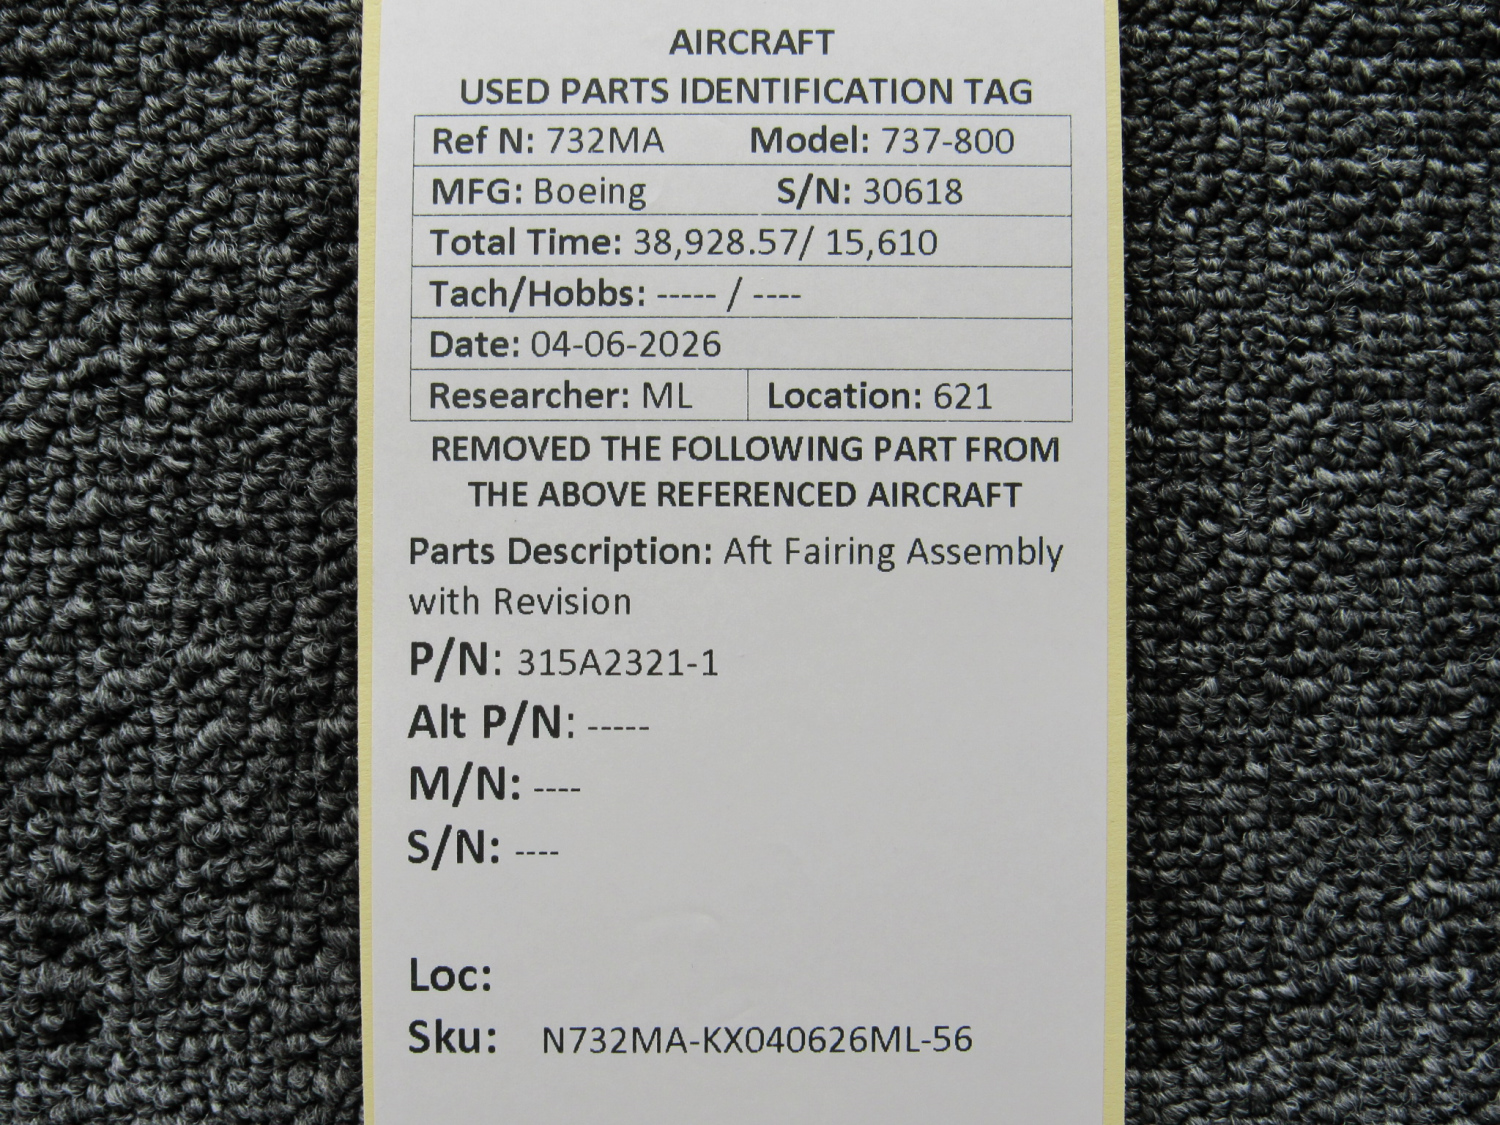 AIRCRAFT
USED PARTS IDENTIFICATION TAG
Ref N: 732MA Model: 737-800
MFG: Boeing S/N: 30618
Total Time: 38,928.57/ 15,610
Tach/Hobbs: ----- / ----
Date: 04-06-2026
Researcher: ML Location: 621
REMOVED THE FOLLOWING PART FROM
THE ABOVE REFERENCED AIRCRAFT
Parts Description: Aft Fairing Assembly
with Revision
P/N: 315A2321-1
Alt P/N: -----
M/N: ----
S/N: ----
Loc:
Sku: N732MA-KX040626ML-56